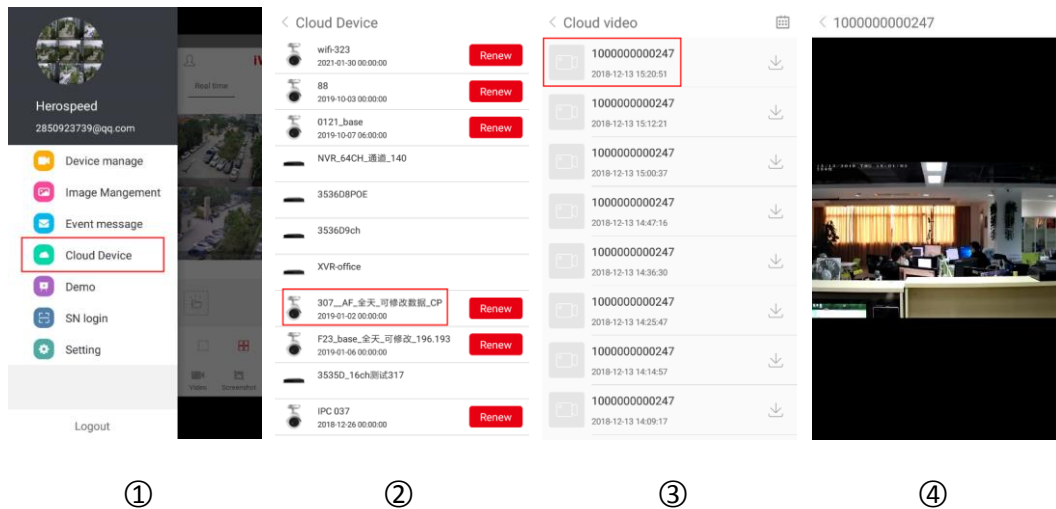 Herospeed
2850923739@qq.com
Real time
Device manage
Image Mangement
Event message
Cloud Device
Demo
SN login
Setting
Video Screenshot
Logout
①
Cloud Device
wifi-323
2021-01-30 00:00:00
Renew
88
2019-10-03 00:00:00
Renew
0121_base
2019-10-07 06:00:00
Renew
NVR_64CH_通道_140
3536D8POE
3536D9ch
XVR-office
307__AF_全天_可修改数据_CP
2019-01-02 00:00:00
Renew
F23_base_全天_可修改_196.193
2019-01-06 00:00:00
Renew
3535D_16ch测试317
IPC 037
2018-12-26 00:00:00
Renew
②
Cloud video
1000000000247
2018-12-13 15:20:51
1000000000247
2018-12-13 15:12:21
1000000000247
2018-12-13 15:00:37
1000000000247
2018-12-13 14:47:16
1000000000247
2018-12-13 14:36:30
1000000000247
2018-12-13 14:25:47
1000000000247
2018-12-13 14:14:57
1000000000247
2018-12-13 14:09:17
③
1000000000247
④